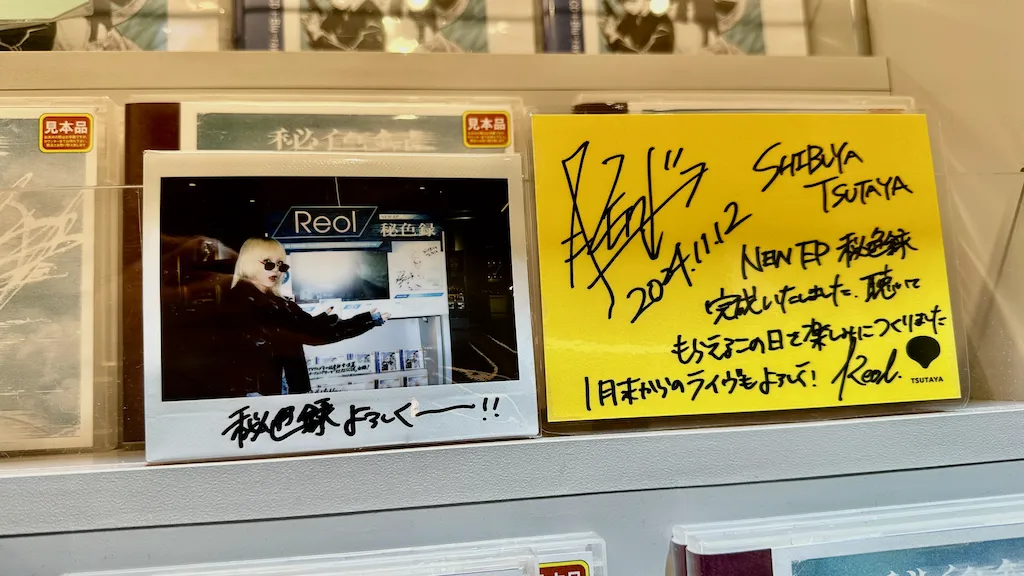 見本品
秘色録
見本品
Reol
NEW EP
秘色録
秘色録よろしく——!!
SHIBUYA
TSUTAYA
2024.11.12
NEW EP 秘色録
完成いたしました、聴いて
もらえるこの日を楽しみにつくりました
1月末からのライヴもよろしく!
Reol.
TSUTAYA